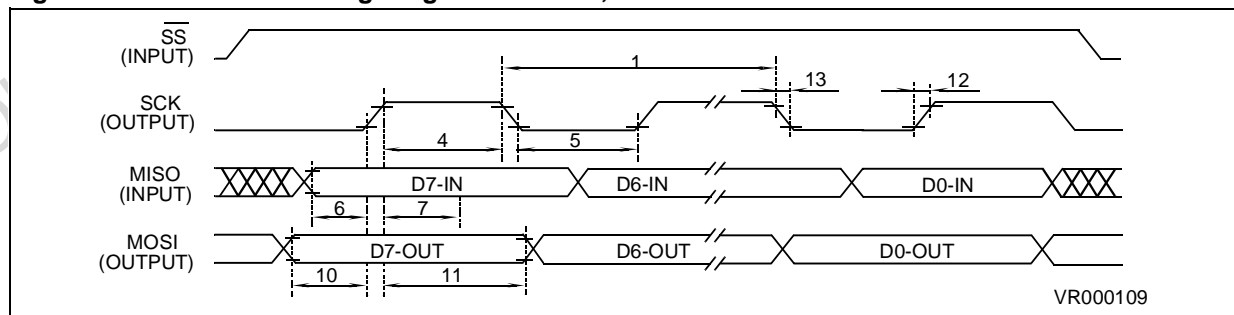 SS
(INPUT)
1
13
12
SCK
(OUTPUT)
4
5
MISO
(INPUT)
D7-IN
D6-IN
D0-IN
6
7
MOSI
(OUTPUT)
D7-OUT
D6-OUT
D0-OUT
10
11
VR000109